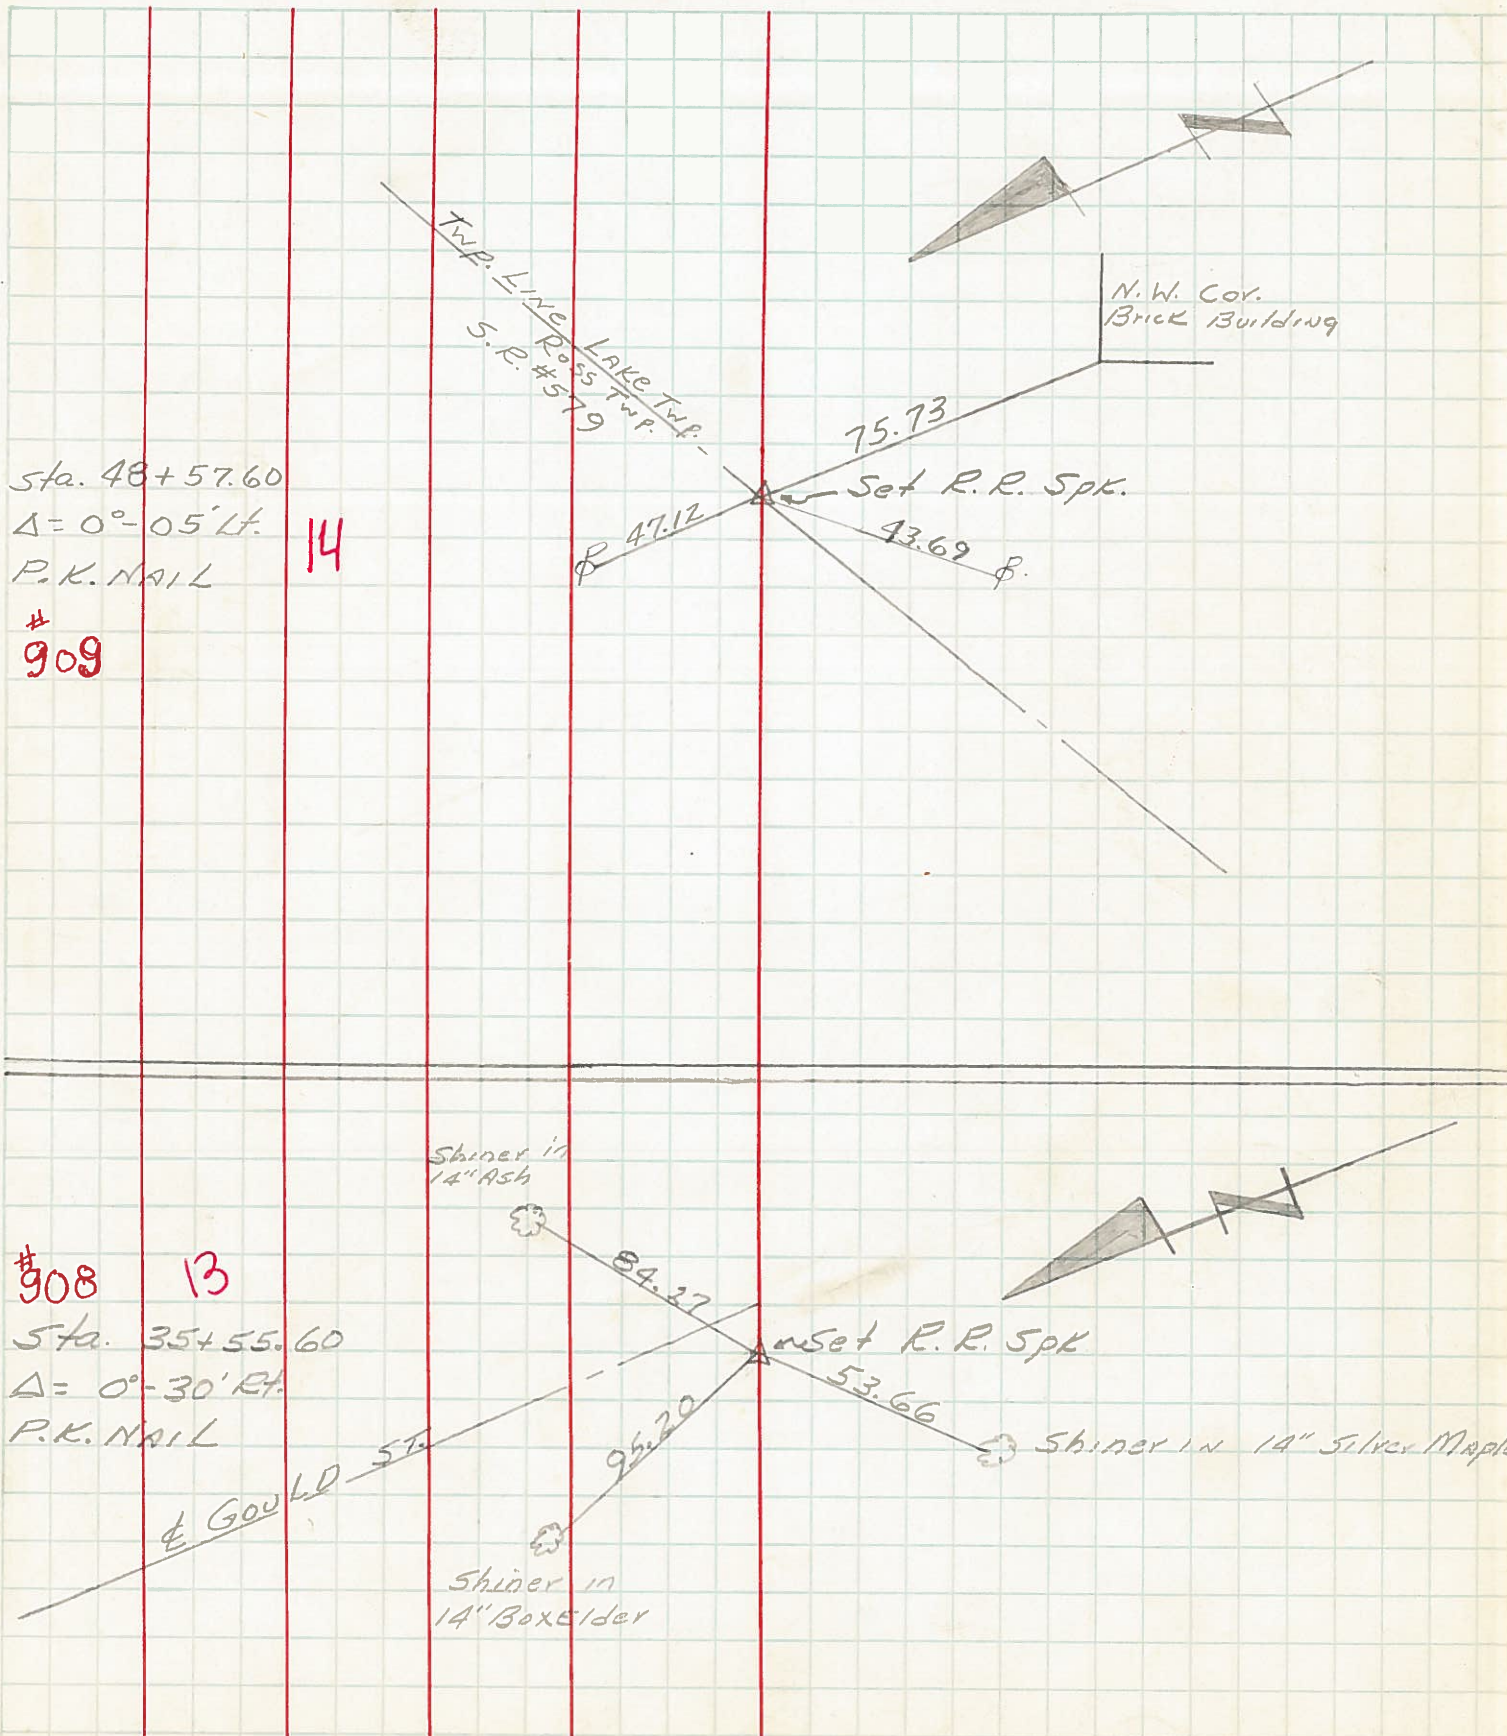 N
N.W. Cor.
Brick Building
Twp. Line Lake Twp.
Ross Twp.
S.R. #579
75.73
Set R.R. Spk.
47.12
43.69
Sta. 48+57.60
Δ= 0°-05' Lt.
P.K. NAIL
14
#
909
Shiner in
14" Ash
N
84.27
#908
13
Set R.R. Spk
Sta. 35+55.60
Δ= 0°-30' Rt.
P.K. NAIL
53.66
95.20
Shiner in 14" Silver Maple
℄ GOULD ST.
Shiner in
14" BoxElder